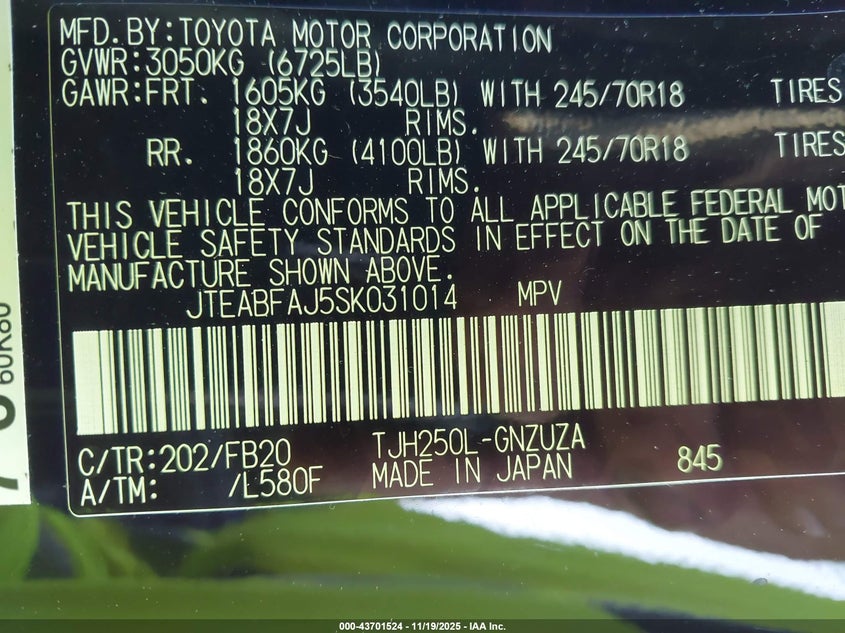 MFD.BY:TOYOTA MOTOR CORPORATION
GVWR:3050KG (6725LB)
GAWR:FRT. 1605KG (3540LB) WITH 245/70R18 TIRES
18X7J RIMS.
RR. 1860KG (4100LB) WITH 245/70R18 TIRES
18X7J RIMS.
THIS VEHICLE CONFORMS TO ALL APPLICABLE FEDERAL MOT
VEHICLE SAFETY STANDARDS IN EFFECT ON THE DATE OF
MANUFACTURE SHOWN ABOVE.
JTEABFAJ5SK031014 MPV
C/TR:202/FB20 TJH250L-GNZUZA
A/TM: /L580F MADE IN JAPAN 845
60K80
000-43701524 - 11/19/2025 - IAA Inc.